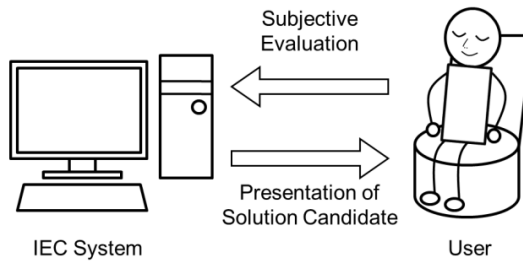 Subjective
Evaluation
Presentation of
Solution Candidate
IEC System
User